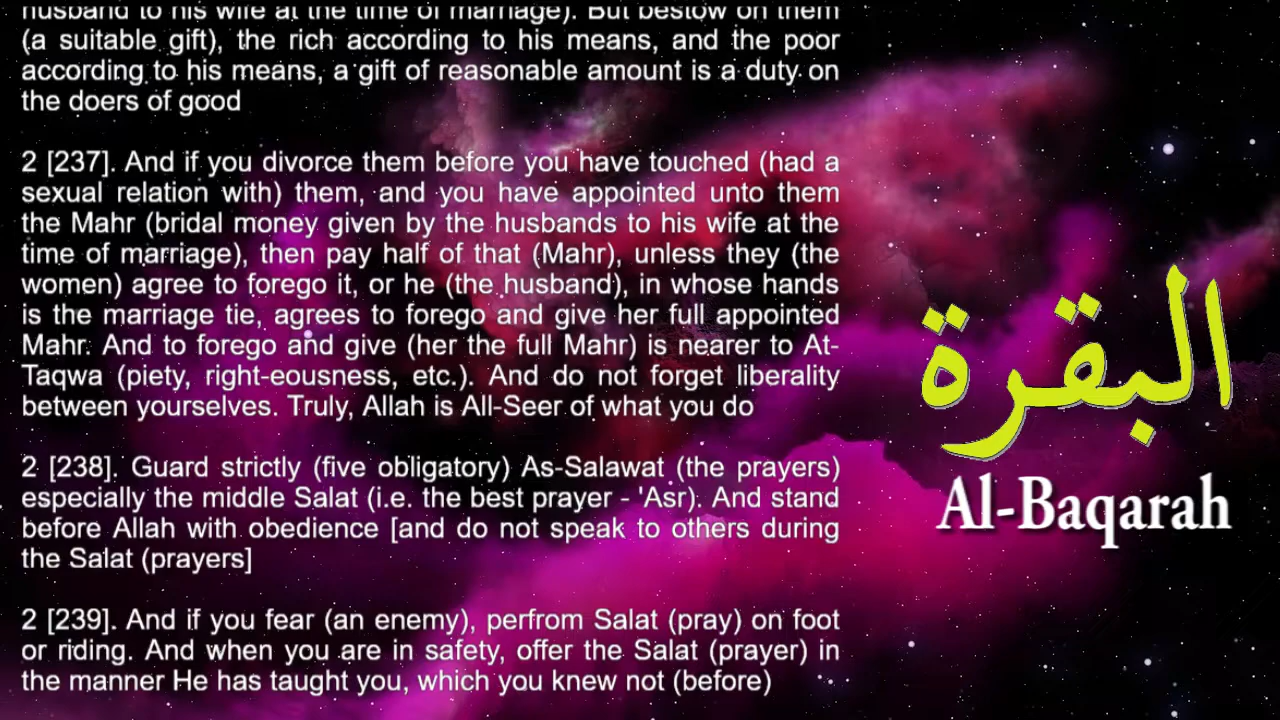 husband to his wife at the time of marriage). But bestow on them
(a suitable gift), the rich according to his means, and the poor
according to his means, a gift of reasonable amount is a duty on
the doers of good
2 [237]. And if you divorce them before you have touched (had a
sexual relation with) them, and you have appointed unto them
the Mahr (bridal money given by the husbands to his wife at the
time of marriage), then pay half of that (Mahr), unless they (the
women) agree to forego it, or he (the husband), in whose hands
is the marriage tie, agrees to forego and give her full appointed
Mahr. And to forego and give (her the full Mahr) is nearer to At-
Taqwa (piety, right-eousness, etc.). And do not forget liberality
between yourselves. Truly, Allah is All-Seer of what you do
2 [238]. Guard strictly (five obligatory) As-Salawat (the prayers)
especially the middle Salat (i.e. the best prayer - 'Asr). And stand
before Allah with obedience [and do not speak to others during
the Salat (prayers]
2 [239]. And if you fear (an enemy), perfrom Salat (pray) on foot
or riding. And when you are in safety, offer the Salat (prayer) in
the manner He has taught you, which you knew not (before)
البقرة
Al-Baqarah